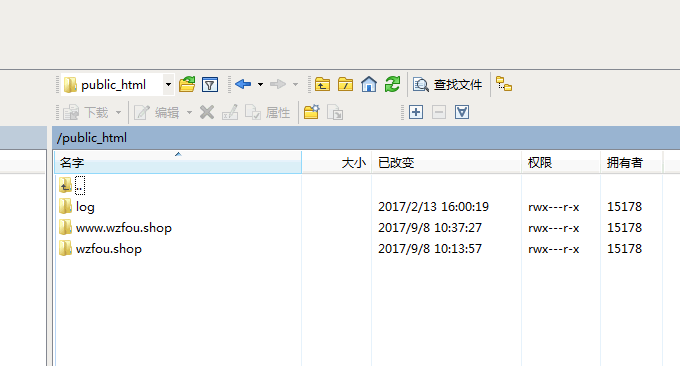 public_html 查找文件
下载 编辑 属性
/public_html
名字 大小 已改变 权限 拥有者
..
log 2017/2/13 16:00:19 rwx---r-x 15178
www.wzfou.shop 2017/9/8 10:37:27 rwx---r-x 15178
wzfou.shop 2017/9/8 10:13:57 rwx---r-x 15178